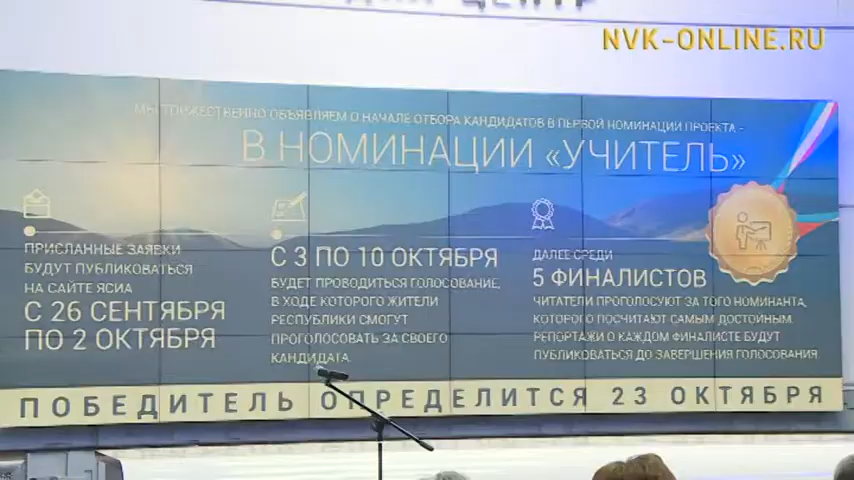 ЦЕНТР
NVK-ONLINE.RU
МЫ ТОРЖЕСТВЕННО ОБЪЯВЛЯЕМ О НАЧАЛЕ ОТБОРА КАНДИДАТОВ В ПЕРВОЙ НОМИНАЦИИ ПРОЕКТА -
В НОМИНАЦИИ «УЧИТЕЛЬ»
ПРИСЛАННЫЕ ЗАЯВКИ
БУДУТ ПУБЛИКОВАТЬСЯ
НА САЙТЕ ЯСИА
С 26 СЕНТЯБРЯ
ПО 2 ОКТЯБРЯ
С 3 ПО 10 ОКТЯБРЯ
БУДЕТ ПРОВОДИТЬСЯ ГОЛОСОВАНИЕ,
В ХОДЕ КОТОРОГО ЖИТЕЛИ
РЕСПУБЛИКИ СМОГУТ
ПРОГОЛОСОВАТЬ ЗА СВОЕГО
КАНДИДАТА.
ДАЛЕЕ СРЕДИ
5 ФИНАЛИСТОВ
ЧИТАТЕЛИ ПРОГОЛОСУЮТ ЗА ТОГО НОМИНАНТА,
КОТОРОГО ПОСЧИТАЮТ САМЫМ ДОСТОЙНЫМ.
РЕПОРТАЖИ О КАЖДОМ ФИНАЛИСТЕ БУДУТ
ПУБЛИКОВАТЬСЯ ДО ЗАВЕРШЕНИЯ ГОЛОСОВАНИЯ
ПОБЕДИТЕЛЬ ОПРЕДЕЛИТСЯ 23 ОКТЯБРЯ